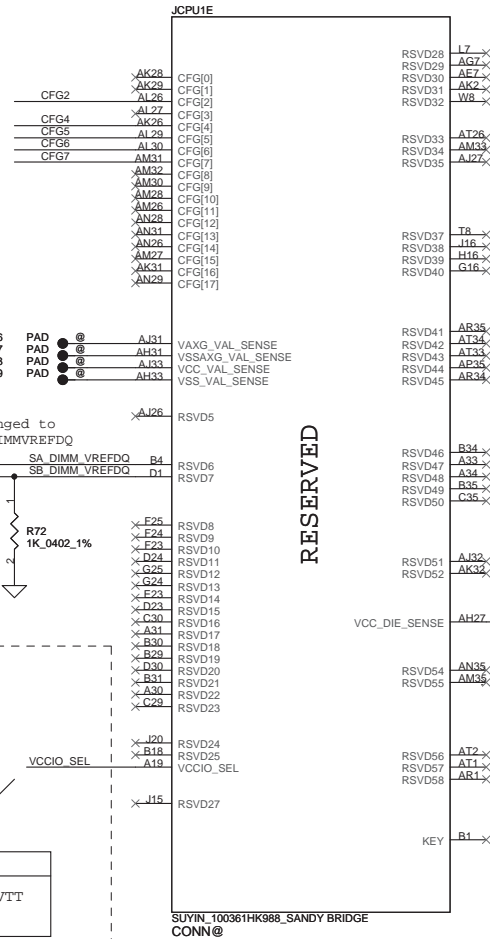 JCPU1E
AK28 CFG[0]
AK29 CFG[1]
CFG2 AL26 CFG[2]
AL27 CFG[3]
CFG4 AK26 CFG[4]
CFG5 AL29 CFG[5]
CFG6 AL30 CFG[6]
CFG7 AM31 CFG[7]
AM32 CFG[8]
AM30 CFG[9]
AM28 CFG[10]
AM26 CFG[11]
AN28 CFG[12]
AN31 CFG[13]
AN26 CFG[14]
AM27 CFG[15]
AK31 CFG[16]
AN29 CFG[17]
6 PAD @ AJ31 VAXG_VAL_SENSE
7 PAD @ AH31 VSSAXG_VAL_SENSE
8 PAD @ AJ33 VCC_VAL_SENSE
9 PAD @ AH33 VSS_VAL_SENSE
AJ26 RSVD5
nged to
IMMVREFDQ
SA_DIMM_VREFDQ B4 RSVD6
SB_DIMM_VREFDQ D1 RSVD7
1
R72
1K_0402_1%
2
F25 RSVD8
F24 RSVD9
F23 RSVD10
D24 RSVD11
G25 RSVD12
G24 RSVD13
E23 RSVD14
D23 RSVD15
C30 RSVD16
A31 RSVD17
B30 RSVD18
B29 RSVD19
D30 RSVD20
B31 RSVD21
A30 RSVD22
C29 RSVD23
J20 RSVD24
B18 RSVD25
VCCIO_SEL A19 VCCIO_SEL
J15 RSVD27
VTT
RESERVED
RSVD28 L7
RSVD29 AG7
RSVD30 AE7
RSVD31 AK2
RSVD32 W8
RSVD33 AT26
RSVD34 AM33
RSVD35 AJ27
RSVD37 T8
RSVD38 J16
RSVD39 H16
RSVD40 G16
RSVD41 AR35
RSVD42 AT34
RSVD43 AT33
RSVD44 AP35
RSVD45 AR34
RSVD46 B34
RSVD47 A33
RSVD48 A34
RSVD49 B35
RSVD50 C35
RSVD51 AJ32
RSVD52 AK32
VCC_DIE_SENSE AH27
RSVD54 AN35
RSVD55 AM35
RSVD56 AT2
RSVD57 AT1
RSVD58 AR1
KEY B1
SUYIN_100361HK988_SANDY BRIDGE
CONN@